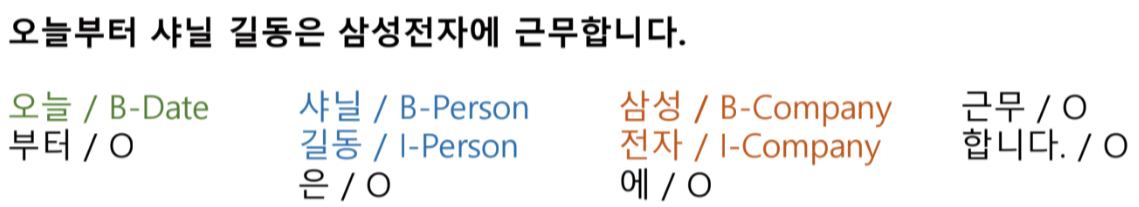 오늘부터 샤닐 길동은 삼성전자에 근무합니다.
오늘 / B-Date
부터 / O
샤닐 / B-Person
길동 / I-Person
은 / O
삼성 / B-Company
전자 / I-Company
에 / O
근무 / O
합니다. / O